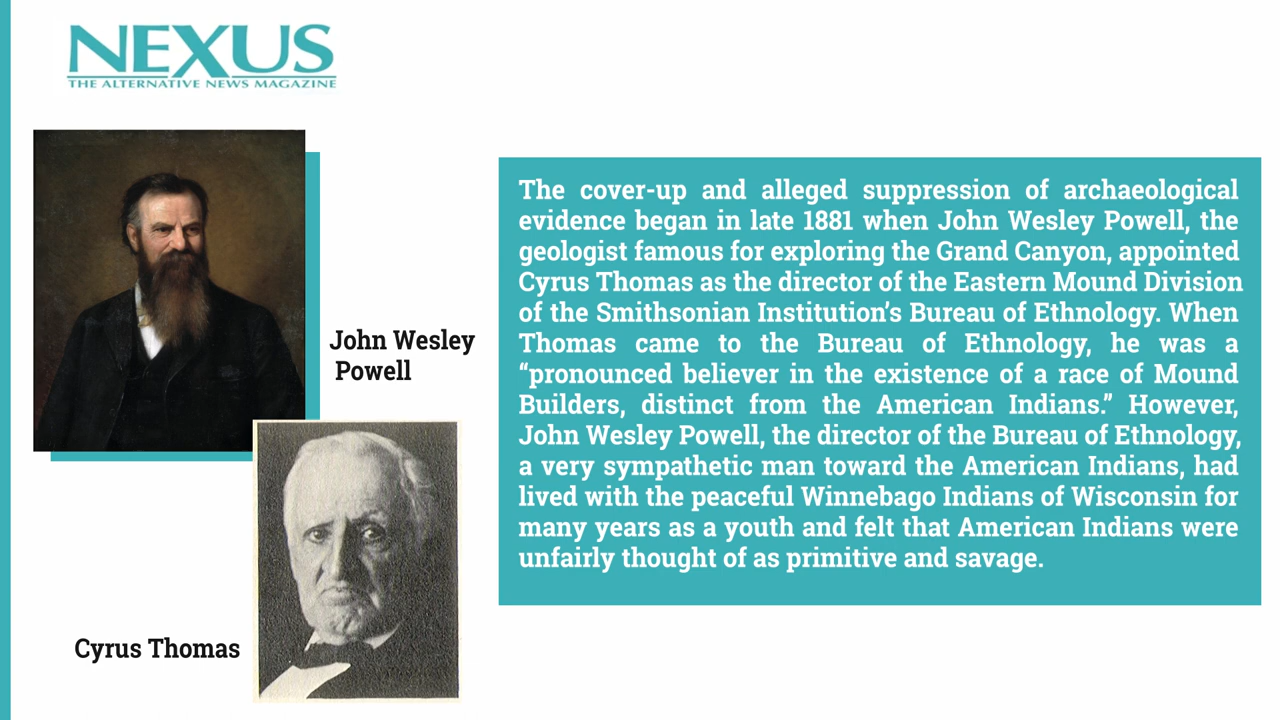 NEXUS
THE ALTERNATIVE NEWS MAGAZINE
John Wesley
Powell
Cyrus Thomas
The cover-up and alleged suppression of archaeological
evidence began in late 1881 when John Wesley Powell, the
geologist famous for exploring the Grand Canyon, appointed
Cyrus Thomas as the director of the Eastern Mound Division
of the Smithsonian Institution’s Bureau of Ethnology. When
Thomas came to the Bureau of Ethnology, he was a
“pronounced believer in the existence of a race of Mound
Builders, distinct from the American Indians.” However,
John Wesley Powell, the director of the Bureau of Ethnology,
a very sympathetic man toward the American Indians, had
lived with the peaceful Winnebago Indians of Wisconsin for
many years as a youth and felt that American Indians were
unfairly thought of as primitive and savage.